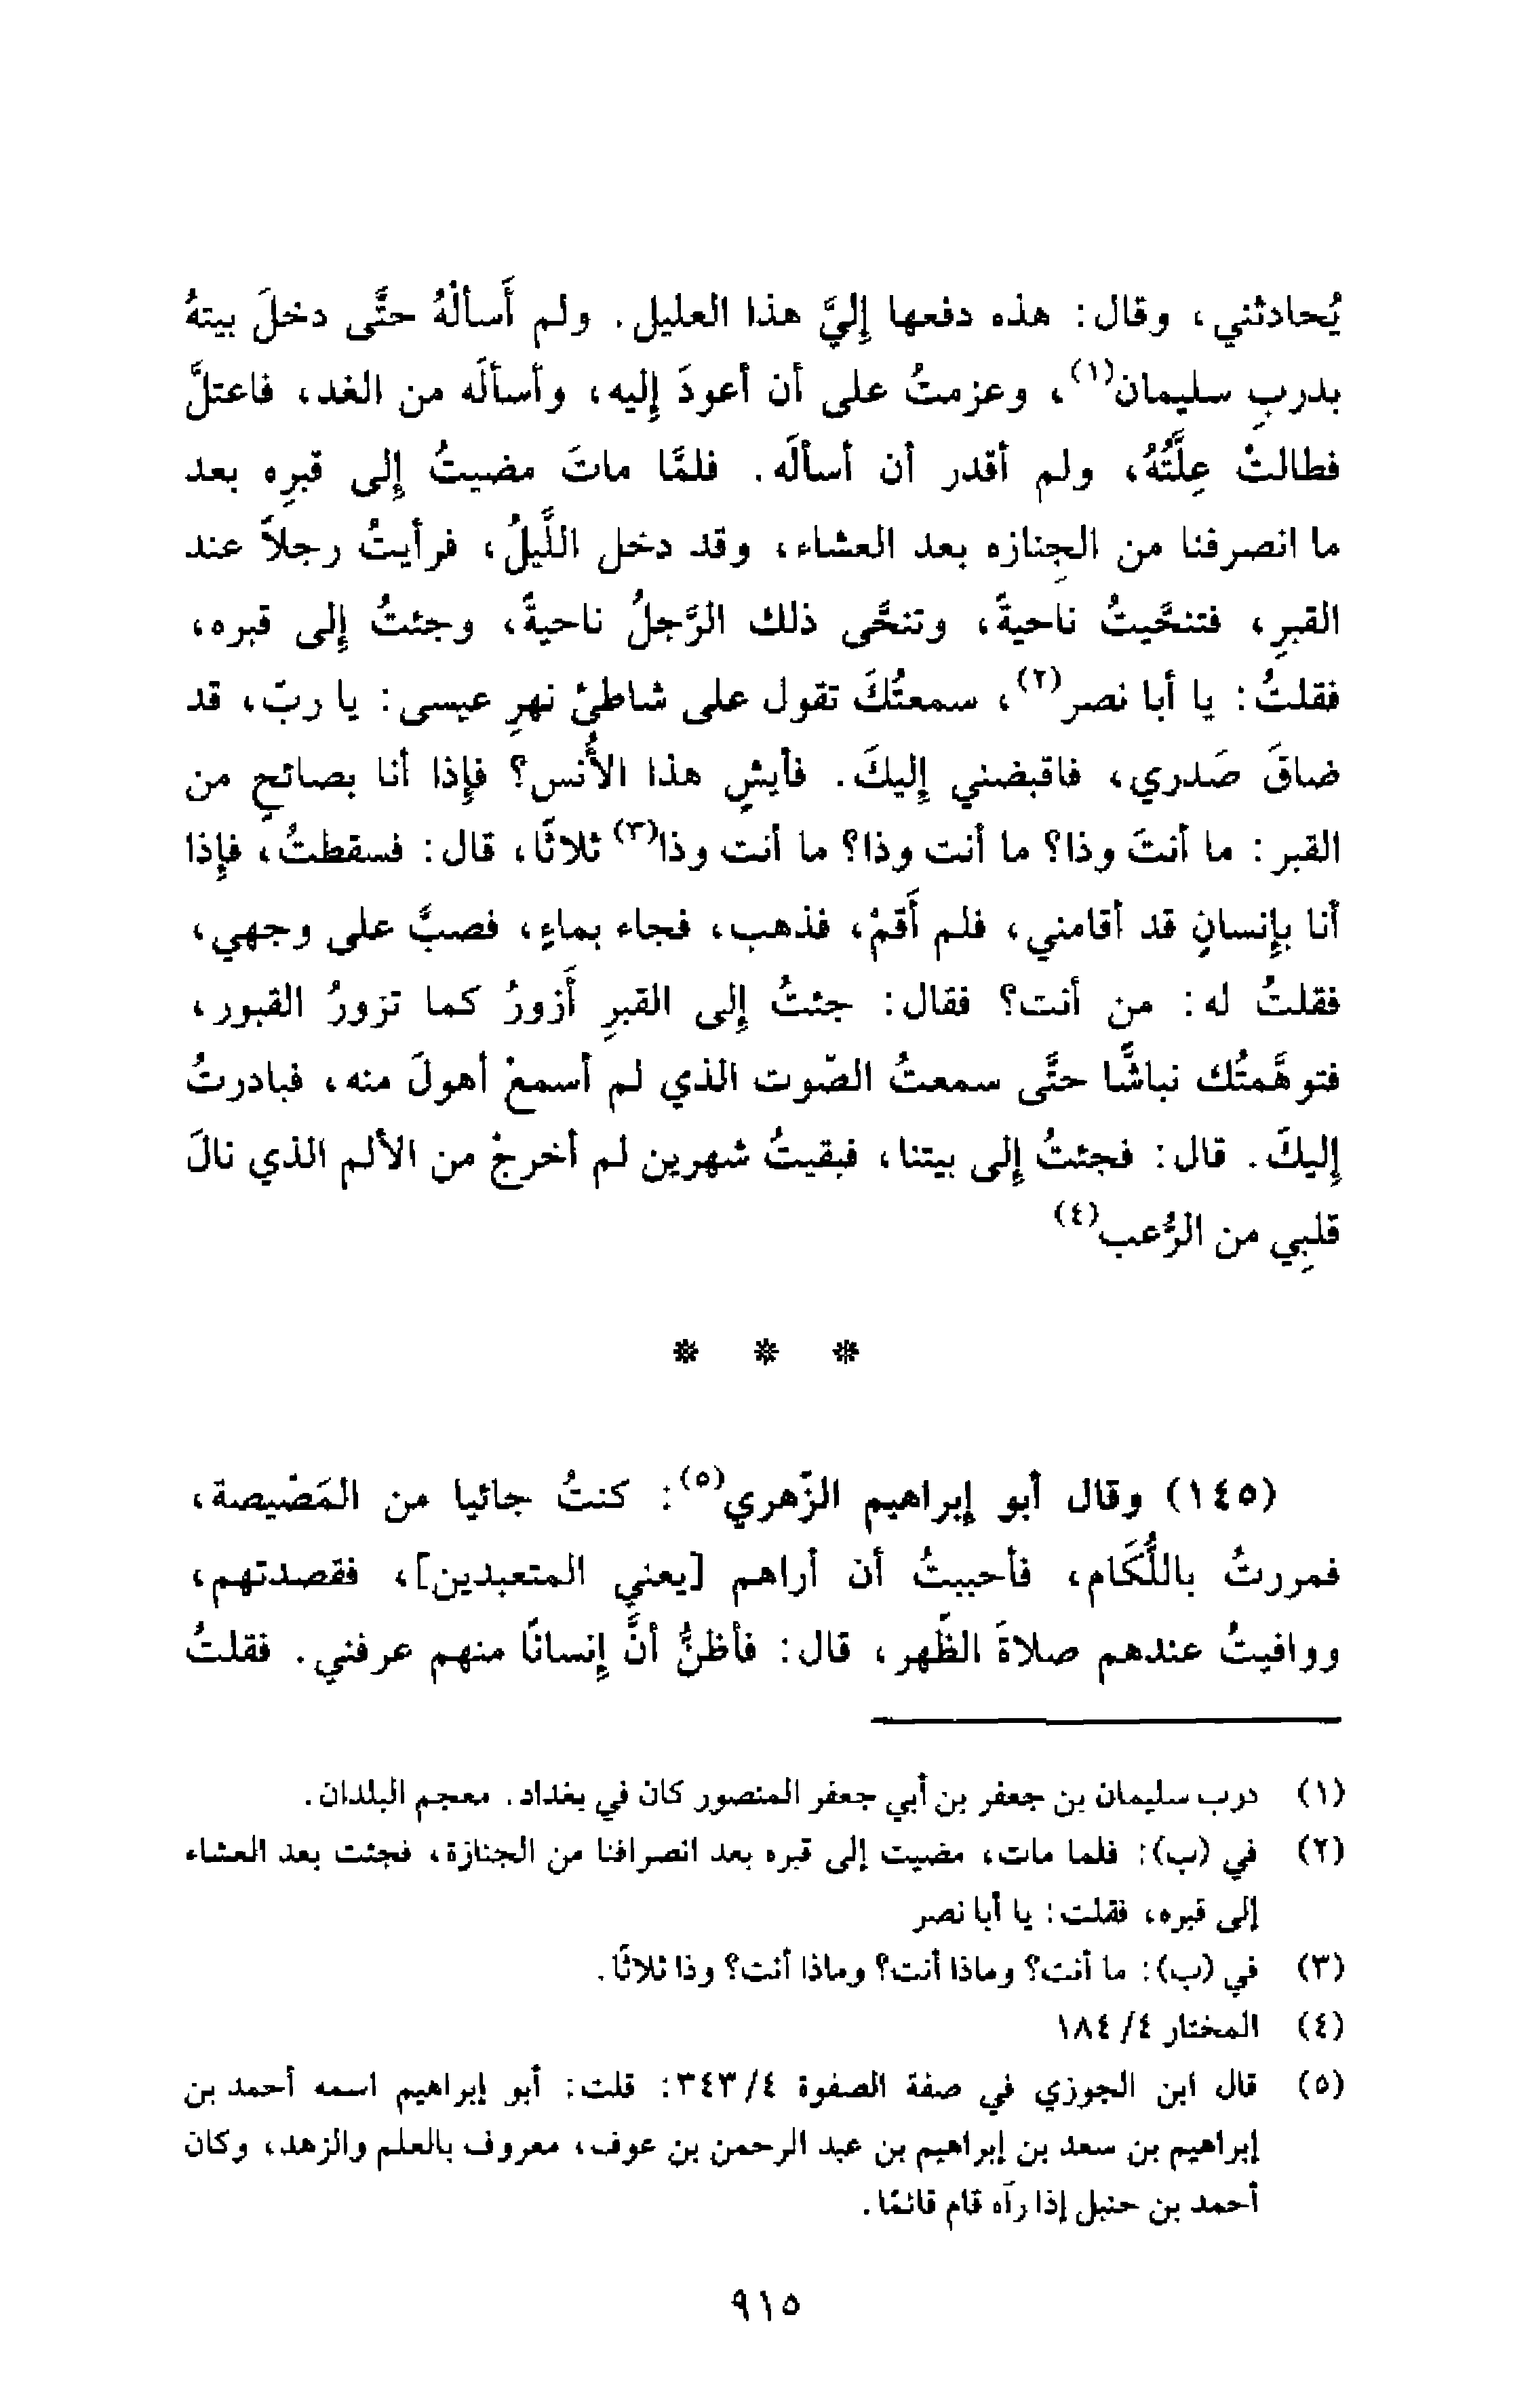 يُحادثني، وقال: هذه دفعها إليَّ هذا العليل. ولم أَسألْهُ حتَّى دخلَ بيتهُ
بدربِ سليمان(١)، وعزمتُ على أن أعودَ إليه، وأسألَه من الغد، فاعتلَّ
فطالتْ عِلَّتُهُ، ولم أقدر أن أسألَه. فلمَّا ماتَ مضيتُ إلى قبرِه بعد
ما انصرفنا من الجِنازه بعد العشاء، وقد دخل اللَّيلُ، فرأيتُ رجلاً عند
القبرِ، فتنحَّيتُ ناحيةً، وتنحَّى ذلك الرَّجلُ ناحيةً، وجئتُ إلى قبره،
فقلتُ: يا أبا نصر(٢)، سمعتُكَ تقول على شاطئ نهرِ عيسى: يا ربّ، قد
ضاقَ صَدري، فاقبضني إليكَ. فأيشٍ هذا الأُنس؟ فإذا أنا بصائحٍ من
القبر: ما أنتَ وذا؟ ما أنت وذا؟ ما أنت وذا(٣) ثلاثًا، قال: فسقطتُ، فإذا
أنا بإنسانٍ قد أقامني، فلم أَقمْ، فذهب، فجاء بماءٍ، فصبَّ على وجهي،
فقلتُ له: من أنت؟ فقال: جئتُ إلى القبرِ أَزورُ كما تزورُ القبور،
فتوهَّمتُك نباشًّا حتَّى سمعتُ الصّوت الذي لم أسمعْ أهولَ منه، فبادرتُ
إليكَ. قال: فجئتُ إلى بيتنا، فبقيتُ شهرين لم أخرجْ من الألم الذي نالَ
قلبِي من الرُّعب(٤)
* * *
(١٤٥) وقال أبو إبراهيم الزّهري(٥): كنتُ جائيا من المَصّيصة،
فمررتُ باللُّكَام، فأحببتُ أن أراهم [يعني المتعبدين]، فقصدتهم،
ووافيتُ عندهم صلاةَ الظّهر، قال: فأظنُّ أنَّ إنسانًا منهم عرفني. فقلتُ
(١) درب سليمان بن جعفر بن أبي جعفر المنصور كان في بغداد. معجم البلدان.
(٢) في (ب): فلما مات، مضيت إلى قبره بعد انصرافنا من الجنازة، فجئت بعد العشاء
إلى قبره، فقلت: يا أبا نصر
(٣) في (ب): ما أنت؟ وماذا أنت؟ وماذا أنت؟ وذا ثلاثًا.
(٤) المختار ٤/ ١٨٤
(٥) قال ابن الجوزي في صفة الصفوة ٤/ ٣٤٣: قلت: أبو إبراهيم اسمه أحمد بن
إبراهيم بن سعد بن إبراهيم بن عبد الرحمن بن عوف، معروف بالعلم والزهد، وكان
أحمد بن حنبل إذا رآه قام قائمًا.
٩١٥